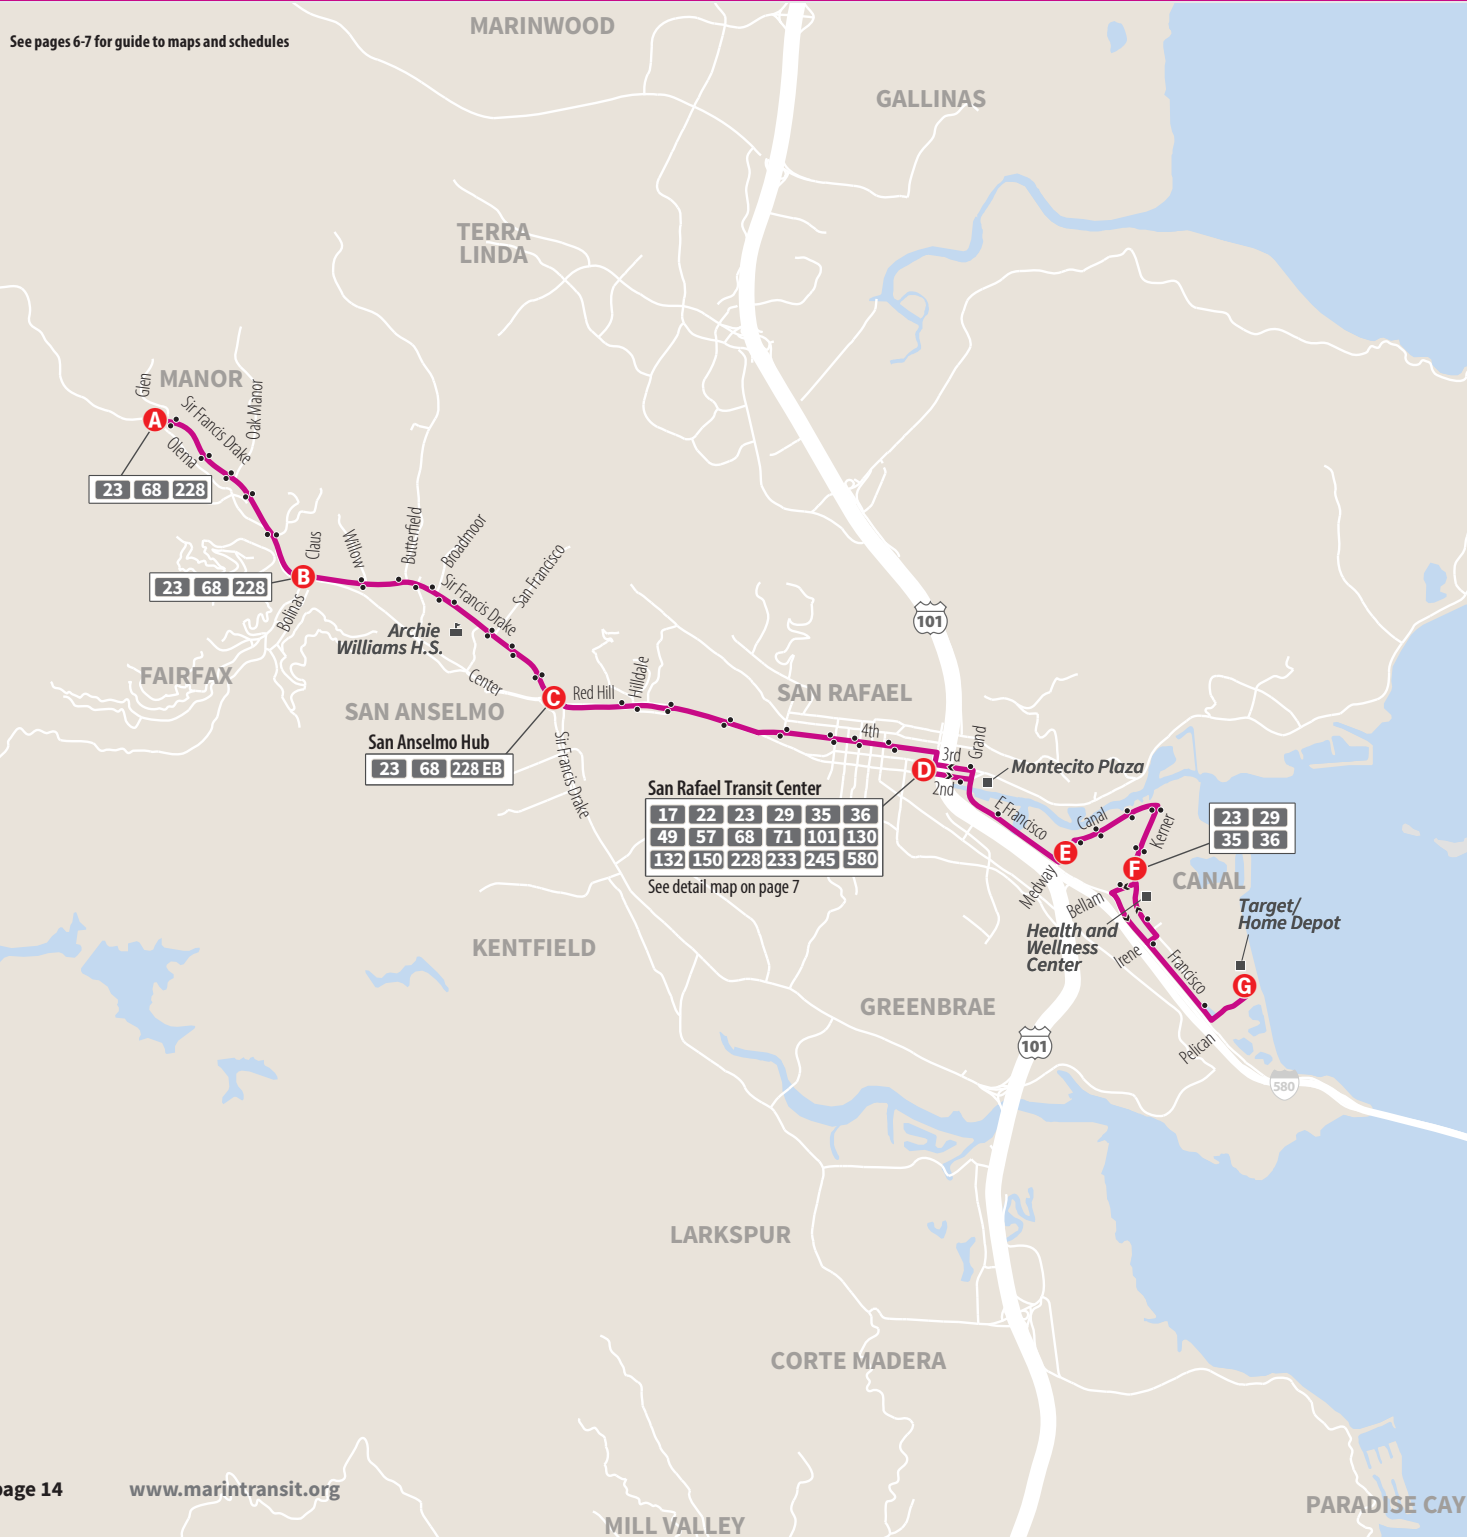 MARINWOOD
See pages 6-7 for guide to maps and schedules
GALLINAS
TERRA
LINDA
MANOR
Glen
Oak Manor
Sir Francis Drake
A
Olema
23 68 228
Claus
Willow
Butterfield
Broadmoor
San Francisco
Sir Francis Drake
B
23 68 228
Bolinas
101
Archie
Williams H.S.
FAIRFAX
Center
C
Red Hill
Hilldale
SAN RAFAEL
SAN ANSELMO
San Anselmo Hub
23 68 228 EB
Sir Francis Drake
4th
3rd
Grand
D
2nd
Montecito Plaza
San Rafael Transit Center
17 22 23 29 35 36
49 57 68 71 101 130
132 150 228 233 245 580
See detail map on page 7
E Francisco
Canal
Kerner
23 29
35 36
E
F
Medway
Bellam
CANAL
Target/
Home Depot
Health and
Wellness
Center
Irene
Francisco
G
KENTFIELD
GREENBRAE
101
Pelican
580
LARKSPUR
CORTE MADERA
page 14
www.marintransit.org
PARADISE CAY
MILL VALLEY